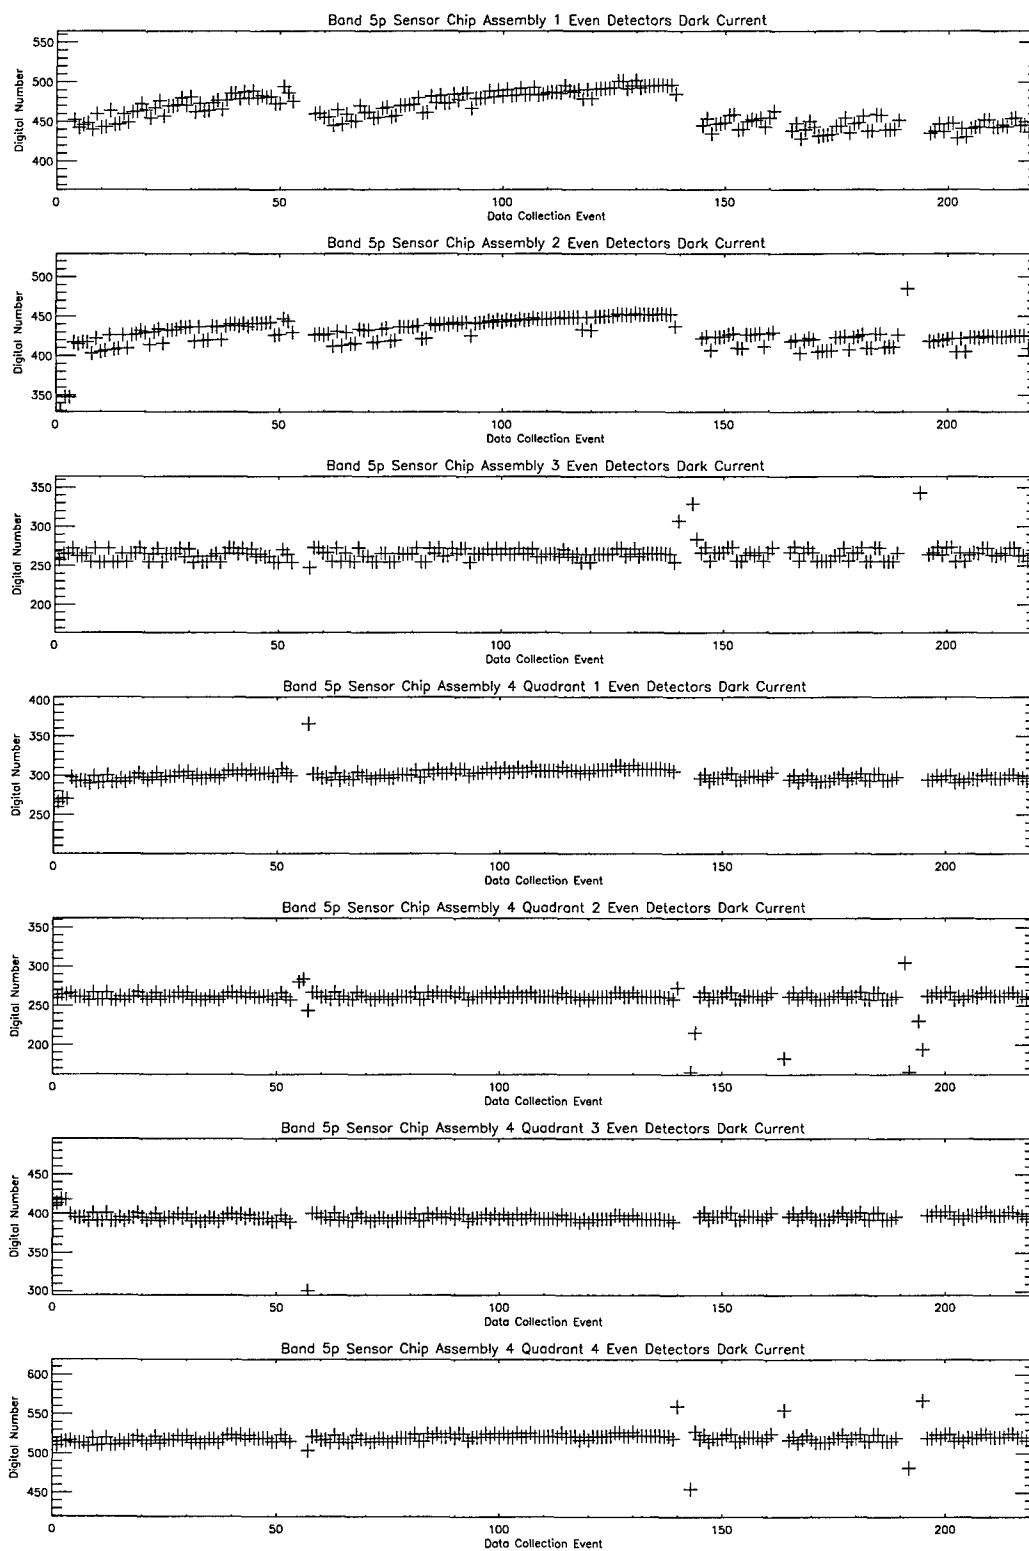 Band 5p Sensor Chip Assembly 1 Even Detectors Dark Current
Digital Number
550
500
450
400
0 50 100 150 200
Data Collection Event
Band 5p Sensor Chip Assembly 2 Even Detectors Dark Current
Digital Number
500
450
400
350
0 50 100 150 200
Data Collection Event
Band 5p Sensor Chip Assembly 3 Even Detectors Dark Current
Digital Number
350
300
250
200
0 50 100 150 200
Data Collection Event
Band 5p Sensor Chip Assembly 4 Quadrant 1 Even Detectors Dark Current
Digital Number
400
350
300
250
0 50 100 150 200
Data Collection Event
Band 5p Sensor Chip Assembly 4 Quadrant 2 Even Detectors Dark Current
Digital Number
350
300
250
200
0 50 100 150 200
Data Collection Event
Band 5p Sensor Chip Assembly 4 Quadrant 3 Even Detectors Dark Current
Digital Number
450
400
350
300
0 50 100 150 200
Data Collection Event
Band 5p Sensor Chip Assembly 4 Quadrant 4 Even Detectors Dark Current
Digital Number
600
550
500
450
0 50 100 150 200
Data Collection Event